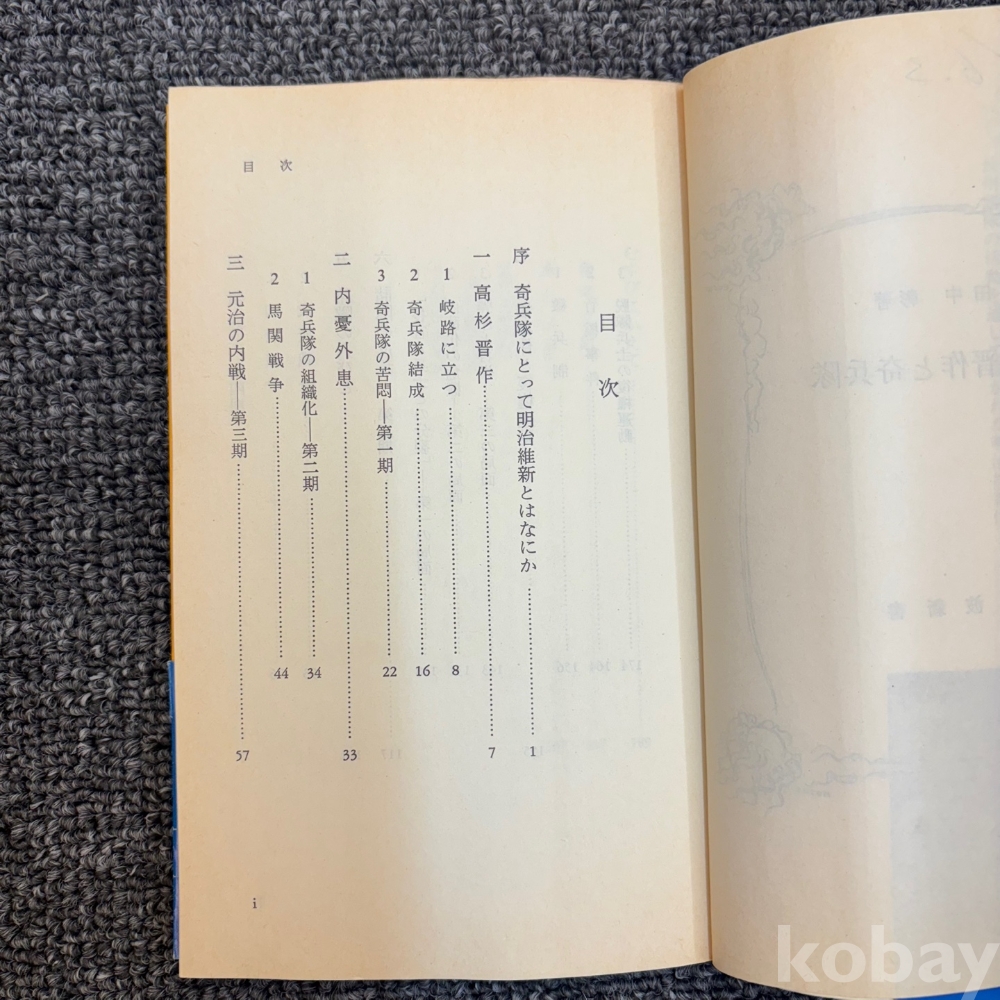 目次
目次
序 奇兵隊にとって明治維新とはなにか……1
一 高杉晋作……7
1 岐路に立つ……8
2 奇兵隊結成……16
3 奇兵隊の苦悶――第一期……22
二 内憂外患……33
1 奇兵隊の組織化――第二期……34
2 馬関戦争……44
三 元治の内戦――第三期……57
i
kobay